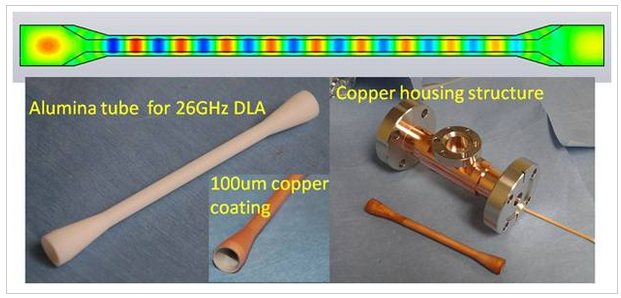 Alumina tube for 26GHz DLA
Copper housing structure
100um copper
coating